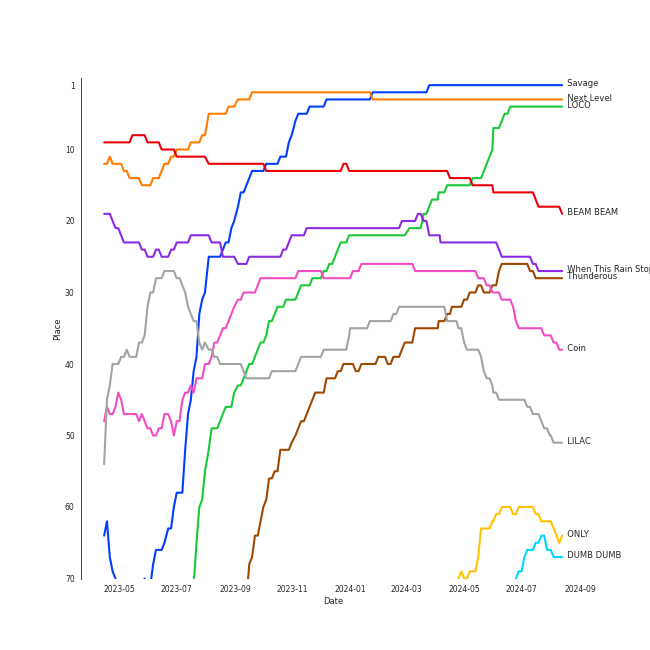 1
10
20
30
40
50
60
70
Place
2023-05
2023-07
2023-09
2023-11
2024-01
2024-03
2024-05
2024-07
2024-09
Date
Savage
Next Level
LOCO
BEAM BEAM
When This Rain Stop
Thunderous
Coin
LILAC
ONLY
DUMB DUMB